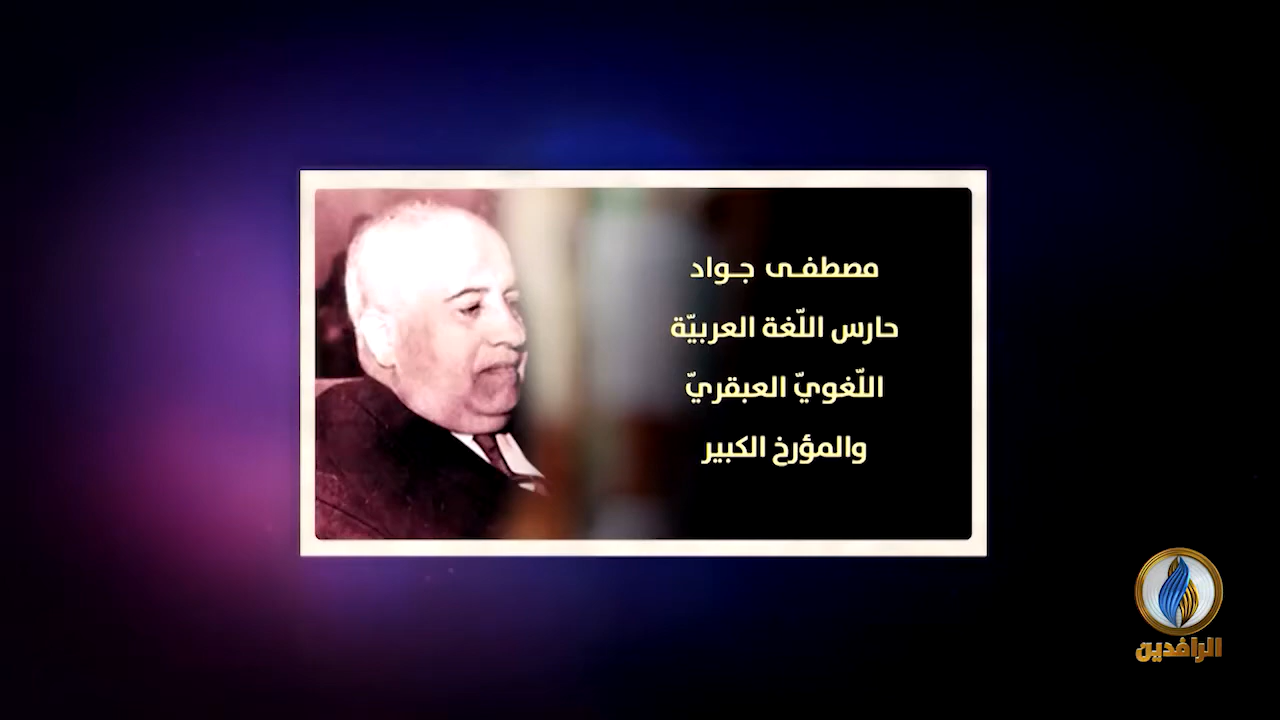 مصطفى جواد
حارس اللّغة العربيّة
اللّغويّ العبقريّ
والمؤرخ الكبير
الرافدين